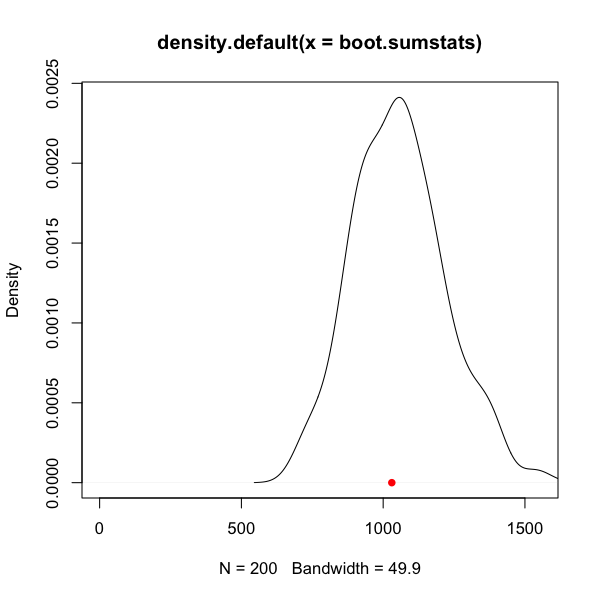 density.default(x = boot.sumstats)
Density
0.0025
0.0020
0.0015
0.0010
0.0005
0.0000
0 500 1000 1500
N = 200 Bandwidth = 49.9